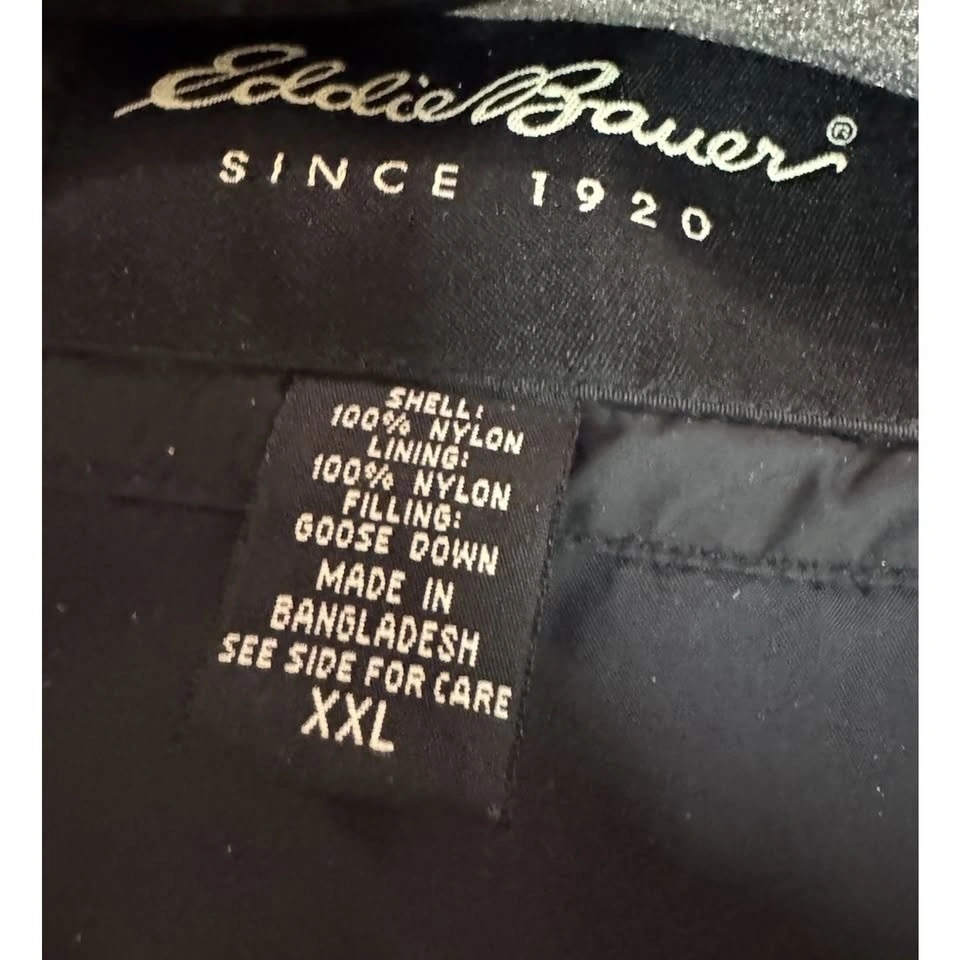 Eddie Bauer®
SINCE 1920
SHELL:
100% NYLON
LINING:
100% NYLON
FILLING:
GOOSE DOWN
MADE IN
BANGLADESH
SEE SIDE FOR CARE
XXL